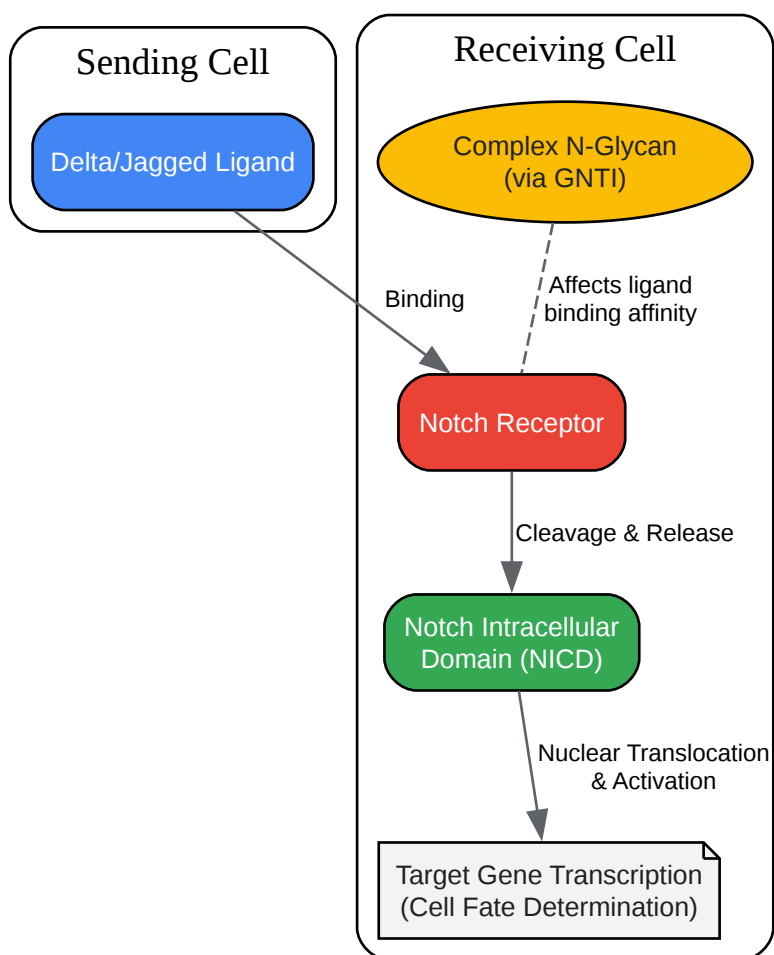 Sending Cell
Delta/Jagged Ligand
Receiving Cell
Complex N-Glycan
(via GNTI)
Binding
Affects ligand
binding affinity
Notch Receptor
Cleavage & Release
Notch Intracellular
Domain (NICD)
Nuclear Translocation
& Activation
Target Gene Transcription
(Cell Fate Determination)